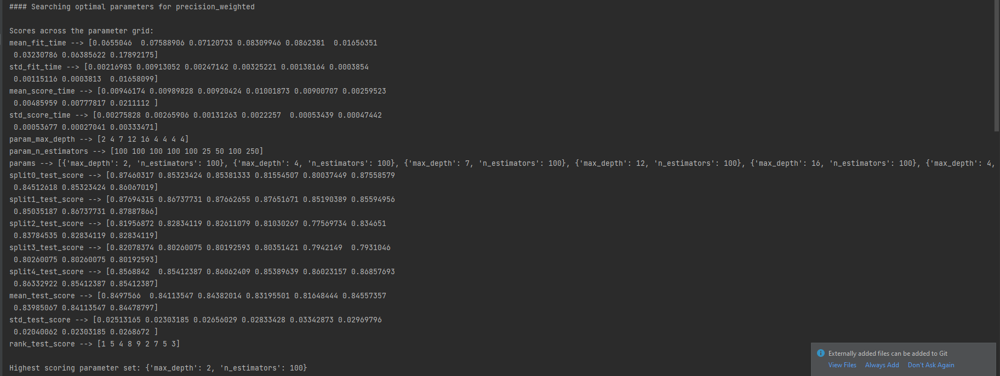 #### Searching optimal parameters for precision_weighted
Scores across the parameter grid:
mean_fit_time --> [0.0655046  0.07588906 0.07120733 0.08309946 0.0862381  0.01656351
 0.03230786 0.06385622 0.17892175]
std_fit_time --> [0.00216983 0.00913052 0.00247142 0.00325221 0.00138164 0.0003854
 0.00115116 0.0003813  0.01658099]
mean_score_time --> [0.00946174 0.00989828 0.00920424 0.01001873 0.00900707 0.00259523
 0.00485959 0.00777817 0.0211112 ]
std_score_time --> [0.00275828 0.00265906 0.00131263 0.0022257  0.00053439 0.00047442
 0.00053677 0.00027041 0.00333471]
param_max_depth --> [2 4 7 12 16 4 4 4 4]
param_n_estimators --> [100 100 100 100 100 25 50 100 250]
params --> [{'max_depth': 2, 'n_estimators': 100}, {'max_depth': 4, 'n_estimators': 100}, {'max_depth': 7, 'n_estimators': 100}, {'max_depth': 12, 'n_estimators': 100}, {'max_depth': 16, 'n_estimators': 100}, {'max_depth': 4,
split0_test_score --> [0.87460317 0.85323424 0.85381333 0.81554507 0.80037449 0.87558579
 0.84512618 0.85323424 0.86067019]
split1_test_score --> [0.87694315 0.86737731 0.87662655 0.87651671 0.85190389 0.85594956
 0.85035187 0.86737731 0.87887866]
split2_test_score --> [0.81956872 0.82834119 0.82611079 0.81030267 0.77569734 0.834651
 0.83784535 0.82834119 0.82834119]
split3_test_score --> [0.82078374 0.80260075 0.80192593 0.80351421 0.7942149  0.7931046
 0.80260075 0.80260075 0.80192593]
split4_test_score --> [0.8568842  0.85412387 0.86062409 0.85389639 0.86023157 0.86857693
 0.86332922 0.85412387 0.85412387]
mean_test_score --> [0.8497566  0.84113547 0.84382014 0.83195501 0.81648444 0.84557357
 0.83985067 0.84113547 0.84478797]
std_test_score --> [0.02513165 0.02303185 0.02656029 0.02833428 0.03342873 0.02969796
 0.02040062 0.02303185 0.0268672 ]
rank_test_score --> [1 5 4 8 9 2 7 5 3]
Highest scoring parameter set: {'max_depth': 2, 'n_estimators': 100}
Externally added files can be added to Git
View Files Always Add Don't Ask Again